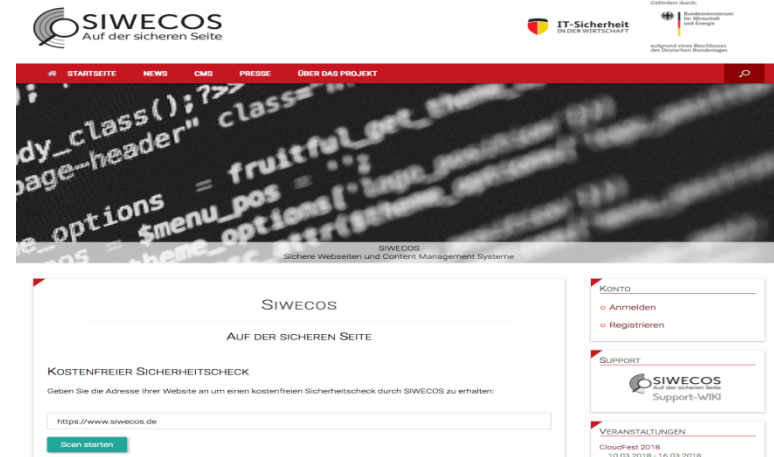 Gefördert durch:
SIWECOS
Auf der sicheren Seite
IT-Sicherheit
IN DER WIRTSCHAFT
Bundesministerium
für Wirtschaft
und Energie
aufgrund eines Beschlusses
des Deutschen Bundestages
STARTSEITE NEWS CMS PRESSE ÜBER DAS PROJEKT
dy_class();?>
page-header" class="
= fruitful_get_theme_options
e_options
$menu_pos = '';
theme_options['
SIWECOS
Sichere Webseiten und Content Management Systeme
SIWECOS
AUF DER SICHEREN SEITE
KOSTENFREIER SICHERHEITSCHECK
Geben Sie die Adresse Ihrer Website an um einen kostenfreien Sicherheitscheck durch SIWECOS zu erhalten:
https://www.siwecos.de
Scan starten
KONTO
Anmelden
Registrieren
SUPPORT
SIWECOS
Auf der sicheren Seite
Support-WIKI
VERANSTALTUNGEN
CloudFest 2018
10.03.2018 - 16.03.2018